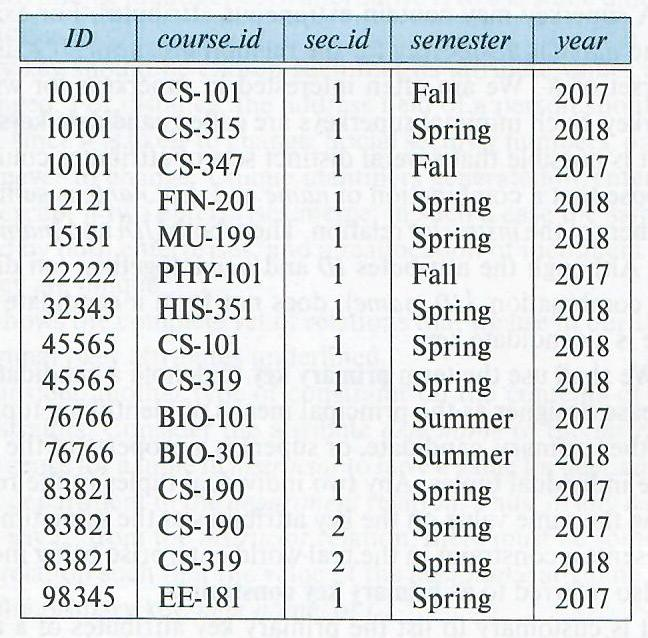 ID course_id sec_id semester year
10101 CS-101 1 Fall 2017
10101 CS-315 1 Spring 2018
10101 CS-347 1 Fall 2017
12121 FIN-201 1 Spring 2018
15151 MU-199 1 Spring 2018
22222 PHY-101 1 Fall 2017
32343 HIS-351 1 Spring 2018
45565 CS-101 1 Spring 2018
45565 CS-319 1 Spring 2018
76766 BIO-101 1 Summer 2017
76766 BIO-301 1 Summer 2018
83821 CS-190 1 Spring 2017
83821 CS-190 2 Spring 2017
83821 CS-319 2 Spring 2018
98345 EE-181 1 Spring 2017